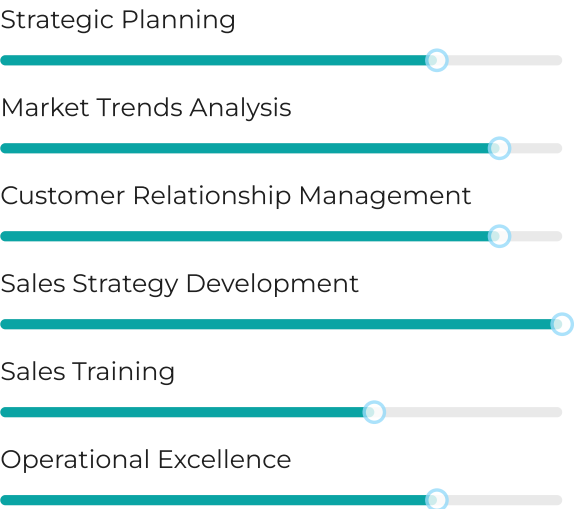 Strategic Planning
Market Trends Analysis
Customer Relationship Management
Sales Strategy Development
Sales Training
Operational Excellence